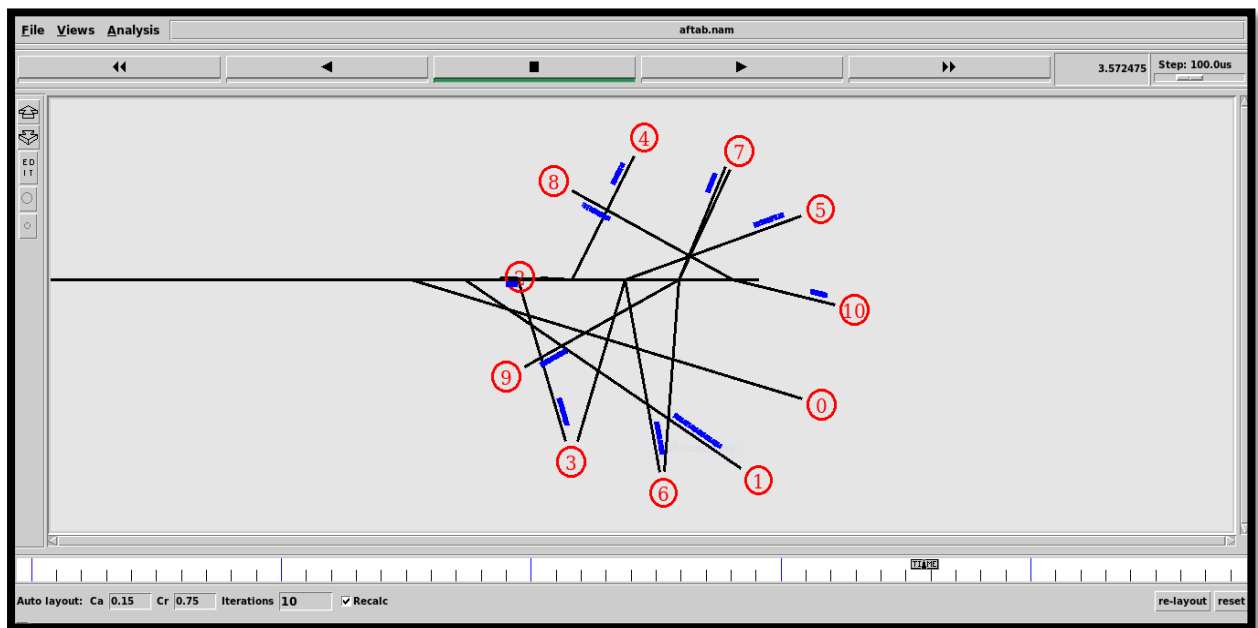 File Views Analysis aftab.nam
3.572475 Step: 100.0us
E D
I T
4
7
8
5
2
10
9
0
3
1
6
TIME
Auto layout: Ca 0.15 Cr 0.75 Iterations 10 Recalc re-layout reset